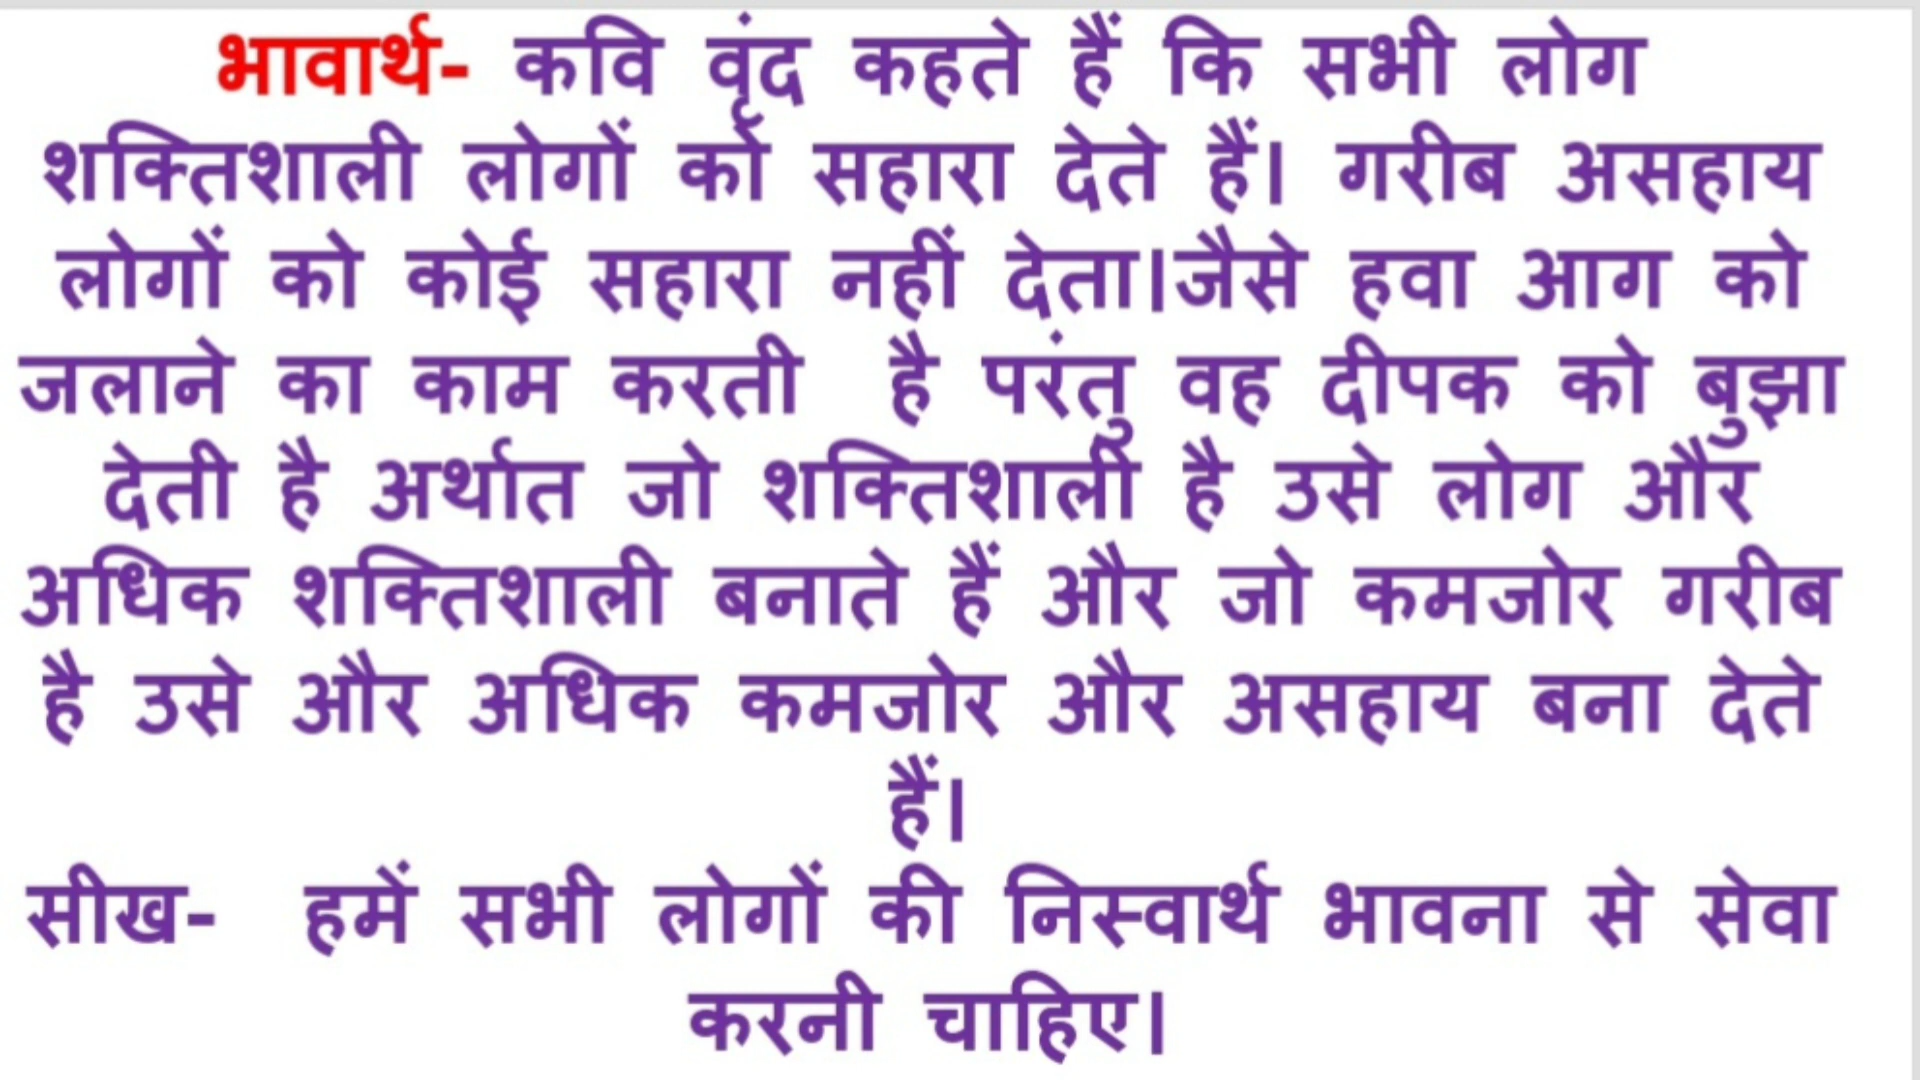 भावार्थ- कवि वृंद कहते हैं कि सभी लोग
शक्तिशाली लोगों को सहारा देते हैं। गरीब असहाय
लोगों को कोई सहारा नहीं देता।जैसे हवा आग को
जलाने का काम करती है परंतु वह दीपक को बुझा
देती है अर्थात जो शक्तिशाली है उसे लोग और
अधिक शक्तिशाली बनाते हैं और जो कमजोर गरीब
है उसे और अधिक कमजोर और असहाय बना देते
हैं।
सीख- हमें सभी लोगों की निस्वार्थ भावना से सेवा
करनी चाहिए।